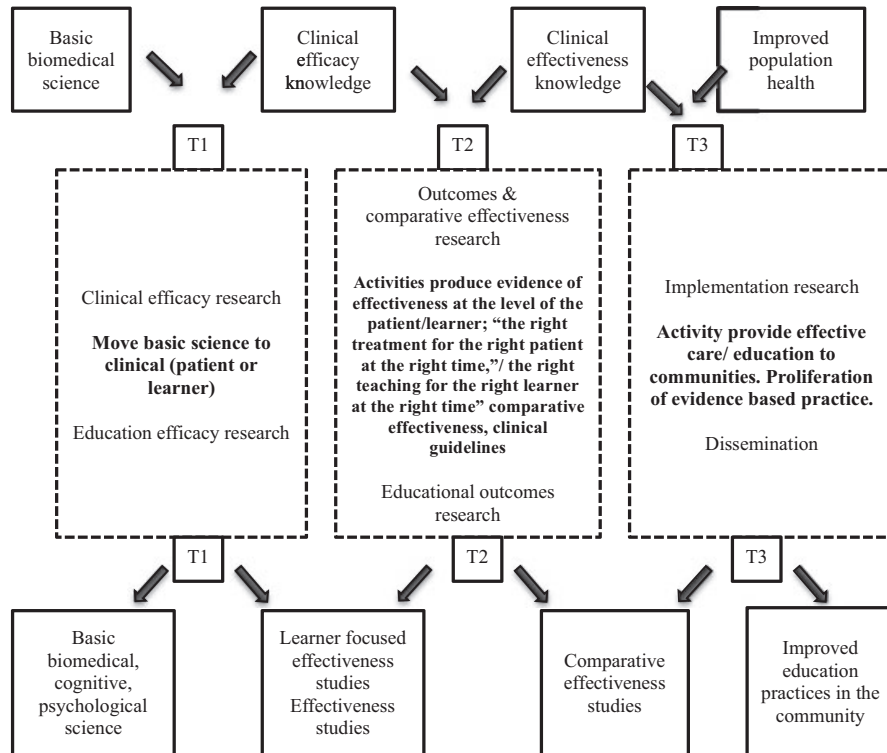 Basic
biomedical
science
Clinical
efficacy
knowledge
Clinical
effectiveness
knowledge
Improved
population
health
T1
T2
T3
Clinical efficacy research
Move basic science to
clinical (patient or
learner)
Education efficacy research
Outcomes &
comparative effectiveness
research
Activities produce evidence of
effectiveness at the level of the
patient/learner; “the right
treatment for the right patient
at the right time,”/ the right
teaching for the right learner
at the right time” comparative
effectiveness, clinical
guidelines
Educational outcomes
research
Implementation research
Activity provide effective
care/ education to
communities. Proliferation
of evidence based practice.
Dissemination
T1
T2
T3
Basic
biomedical,
cognitive,
psychological
science
Learner focused
effectiveness
studies
Effectiveness
studies
Comparative
effectiveness
studies
Improved
education
practices in the
community